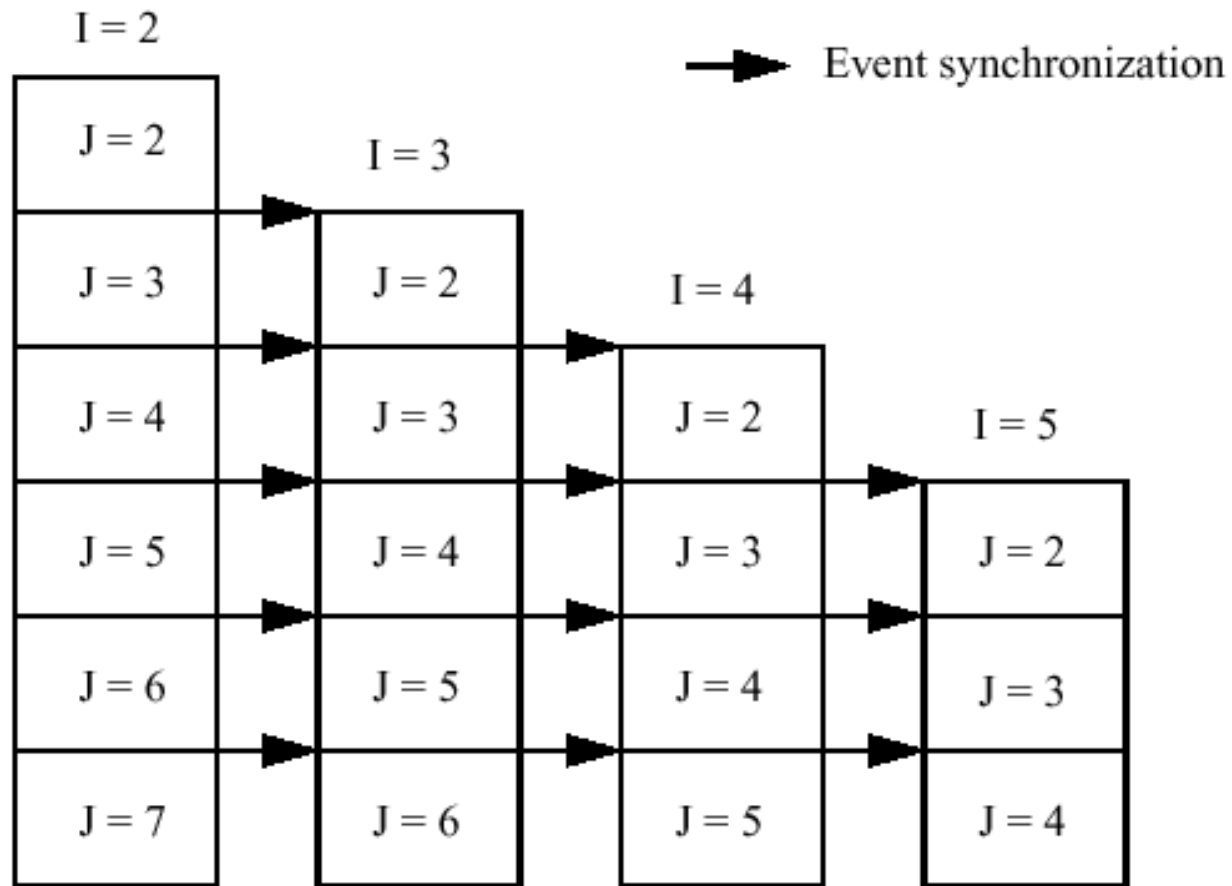 I = 2
Event synchronization
J = 2
I = 3
J = 3
J = 2
I = 4
J = 4
J = 3
J = 2
I = 5
J = 5
J = 4
J = 3
J = 2
J = 6
J = 5
J = 4
J = 3
J = 7
J = 6
J = 5
J = 4